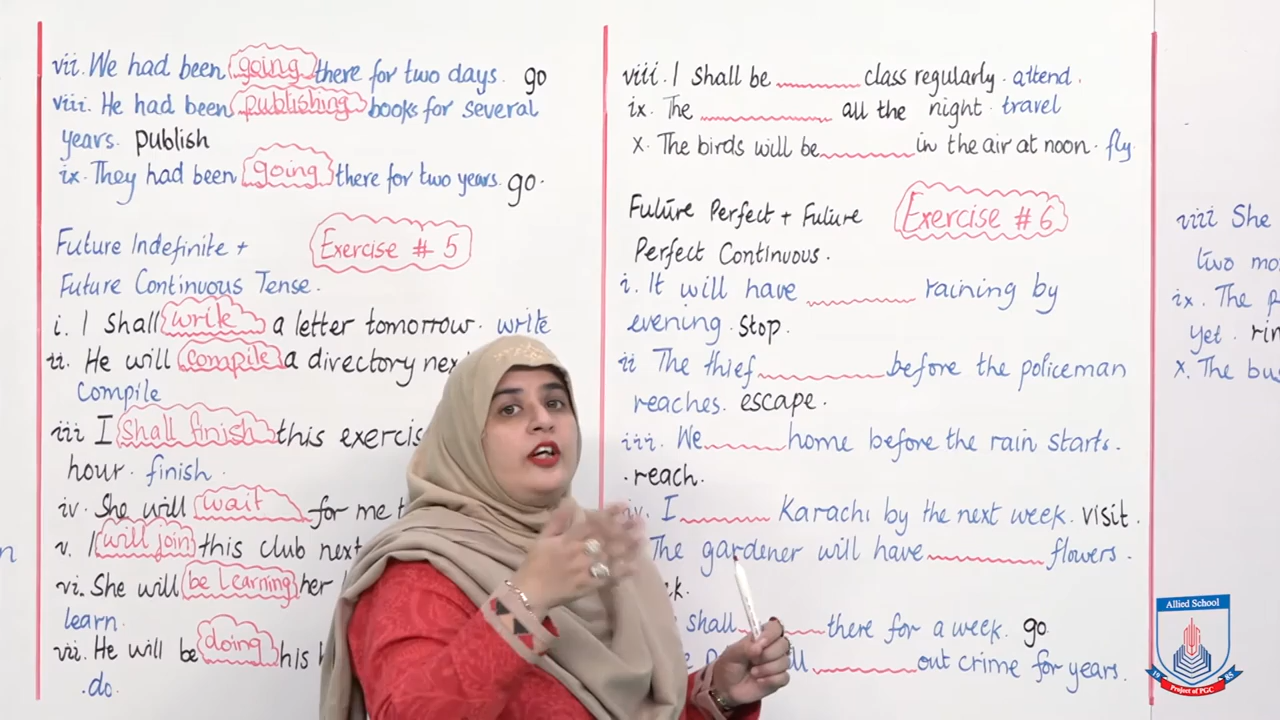 vii. We had been going there for two days. go
viii. He had been publishing books for several
years. publish
ix. They had been going there for two years. go.
Future Indefinite + Exercise # 5
Future Continuous Tense.
i. I Shall write a letter tomorrow. write
ii. He will compile a directory
Compile
iii I shall finish this
hour. finish.
iv. She will wait for me
v. I will join this club next
vi. She will be learning her
learn.
vii. He will be doing his
.do.
viii. I shall be class regularly. attend.
ix. The all the night. travel
x. The birds will be in the air at noon. fly.
Future Perfect + Future Exercise # 6
Perfect Continuous.
i. It will have raining by
evening. stop.
ii The thief before the policeman
reaches. escape.
iii. We home before the rain starts.
.reach.
iv. I Karachi by the next week. visit.
The gardener will have flowers.
shall there for a week. go
out crime for years.
viii She
two
ix. The
yet.
x. The
Allied School
1985
Project of PGC